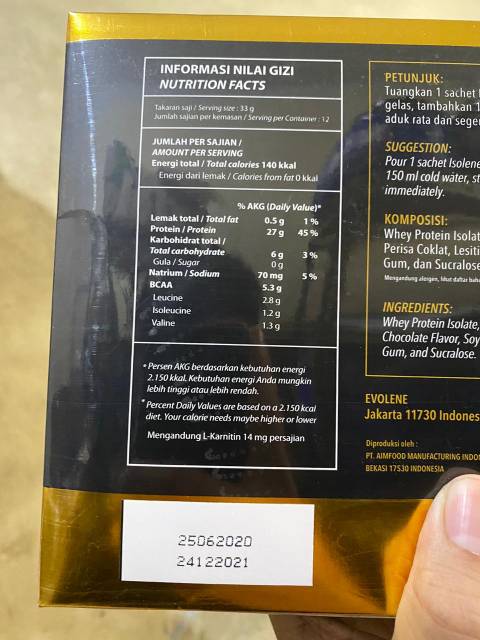 INFORMASI NILAI GIZI
NUTRITION FACTS
Takaran saji / Serving size : 33 g
Jumlah sajian per kemasan / Serving per Container : 12
JUMLAH PER SAJIAN /
AMOUNT PER SERVING
Energi total / Total calories 140 kkal
Energi dari lemak / Calories from fat 0 kkal
% AKG (Daily Value)*
Lemak total / Total fat 0.5 g 1 %
Protein / Protein 27 g 45 %
Karbohidrat total /
Total carbohydrate 6 g 3 %
Gula / Sugar 0 g
Natrium / Sodium 70 mg 5 %
BCAA 5.3 g
Leucine 2.8 g
Isoleucine 1.2 g
Valine 1.3 g
* Persen AKG berdasarkan kebutuhan energi
2.150 kkal. Kebutuhan energi Anda mungkin
lebih tinggi atau lebih rendah.
* Percent Daily Values are based on a 2.150 kcal
diet. Your calorie needs maybe higher or lower
Mengandung L-Karnitin 14 mg persajian
PETUNJUK:
Tuangkan 1 sachet
gelas, tambahkan 1
aduk rata dan sege
SUGGESTION:
Pour 1 sachet Isolene
150 ml cold water, st
immediately.
KOMPOSISI:
Whey Protein Isolat
Perisa Coklat, Lesiti
Gum, dan Sucralose
Mengandung alergen, lihat daftar bah
INGREDIENTS:
Whey Protein Isolate,
Chocolate Flavor, Soy
Gum, and Sucralose.
EVOLENE
Jakarta 11730 Indones
Diproduksi oleh :
PT. AIMFOOD MANUFACTURING INDO
BEKASI 17530 INDONESIA
25062020
24122021